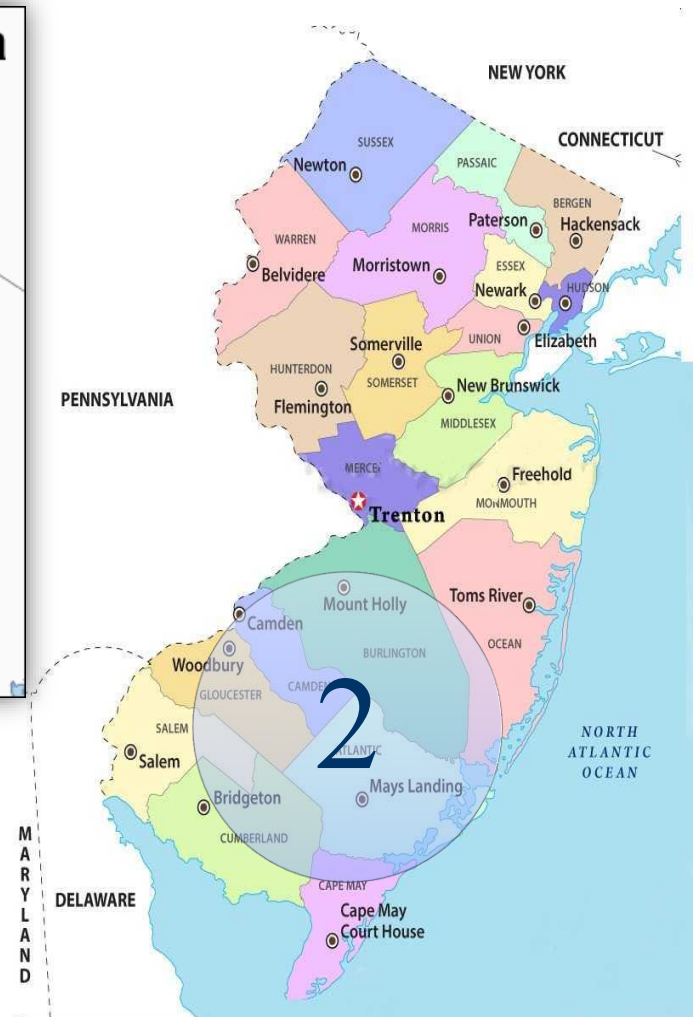 n
NEW YORK
CONNECTICUT
SUSSEX
Newton
PASSAIC
BERGEN
Paterson
Hackensack
MORRIS
WARREN
Belvidere
Morristown
ESSEX
Newark
HUDSON
UNION
Elizabeth
Somerville
HUNTERDON
SOMERSET
Flemington
New Brunswick
MIDDLESEX
PENNSYLVANIA
MERCER
Freehold
MONMOUTH
Trenton
Mount Holly
Toms River
Camden
BURLINGTON
OCEAN
Woodbury
GLOUCESTER
CAMDEN
2
SALEM
ATLANTIC
Salem
Mays Landing
NORTH
ATLANTIC
OCEAN
Bridgeton
CUMBERLAND
MARYLAND
DELAWARE
CAPE MAY
Cape May
Court House